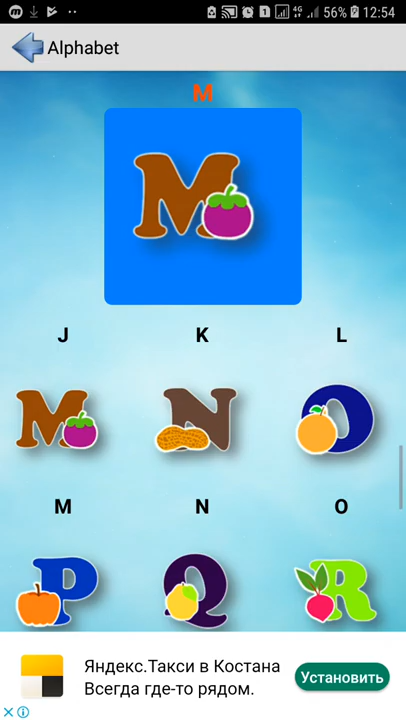 56% 12:54
Alphabet
M
M
J K L
M N O
M N O
P Q R
Яндекс.Такси в Костана
Всегда где-то рядом.
Установить